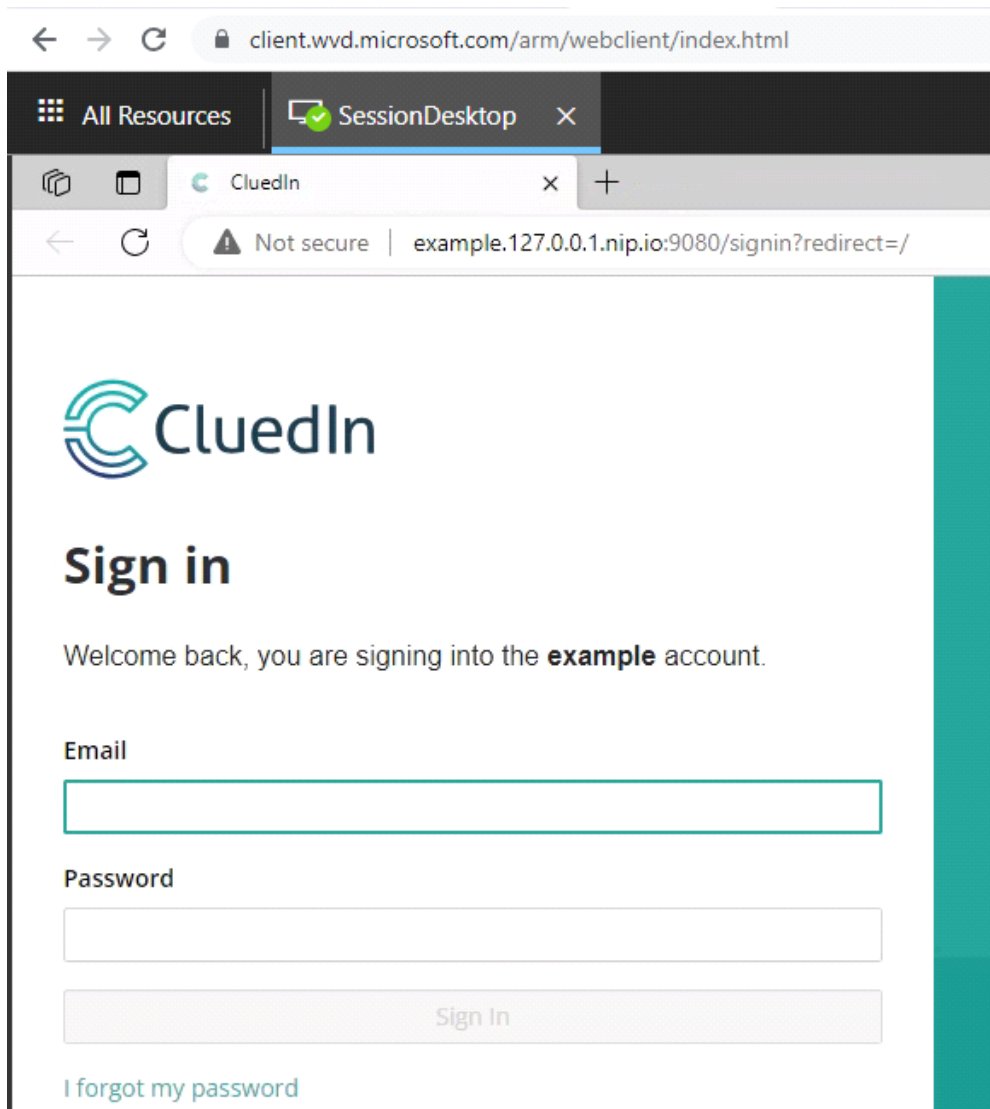 client.wvd.microsoft.com/arm/webclient/index.html
All Resources SessionDesktop
CluedIn
Not secure example.127.0.0.1.nip.io:9080/signin?redirect=/
CluedIn
Sign in
Welcome back, you are signing into the example account.
Email
Password
Sign In
I forgot my password